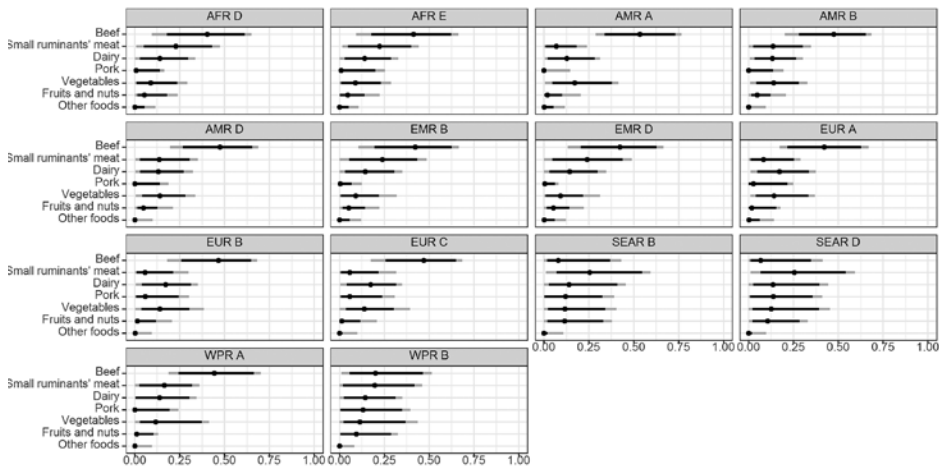 AFR D AFR E AMR A AMR B
Beef
Small ruminants' meat
Dairy
Pork
Vegetables
Fruits and nuts
Other foods
AMR D EMR B EMR D EUR A
Beef
Small ruminants' meat
Dairy
Pork
Vegetables
Fruits and nuts
Other foods
EUR B EUR C SEAR B SEAR D
Beef
Small ruminants' meat
Dairy
Pork
Vegetables
Fruits and nuts
Other foods
0.00 0.25 0.50 0.75 1.00 0.00 0.25 0.50 0.75 1.00
WPR A WPR B
Beef
Small ruminants' meat
Dairy
Pork
Vegetables
Fruits and nuts
Other foods
0.00 0.25 0.50 0.75 1.00 0.00 0.25 0.50 0.75 1.00